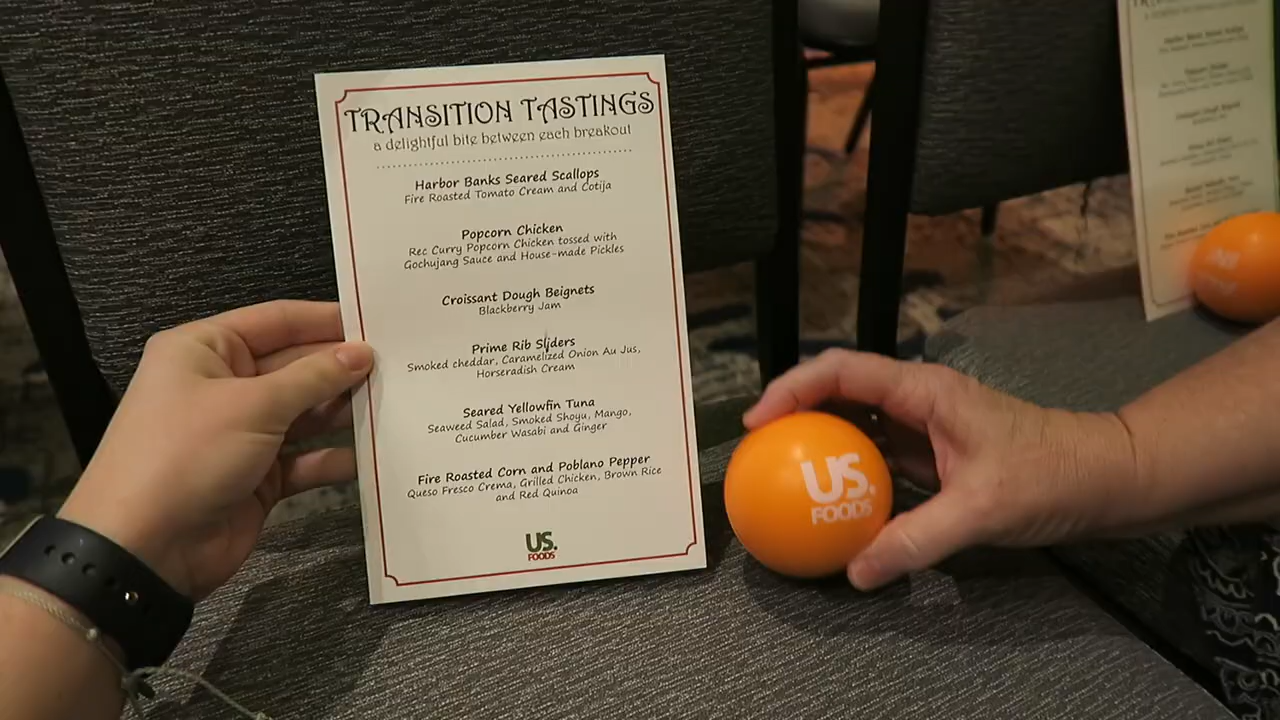 TRANSITION TASTINGS
a delightful bite between each breakout
Harbor Banks Seared Scallops
Fire Roasted Tomato Cream and Cotija
Popcorn Chicken
Rec Curry Popcorn Chicken tossed with
Gochujang Sauce and House-made Pickles
Croissant Dough Beignets
Blackberry Jam
Prime Rib Sliders
Smoked cheddar, Caramelized Onion Au Jus,
Horseradish Cream
Seared Yellowfin Tuna
Seaweed Salad, Smoked Shoyu, Mango,
Cucumber Wasabi and Ginger
Fire Roasted Corn and Poblano Pepper
Queso Fresco Crema, Grilled Chicken, Brown Rice
and Red Quinoa
US.
FOODS
US.
FOODS